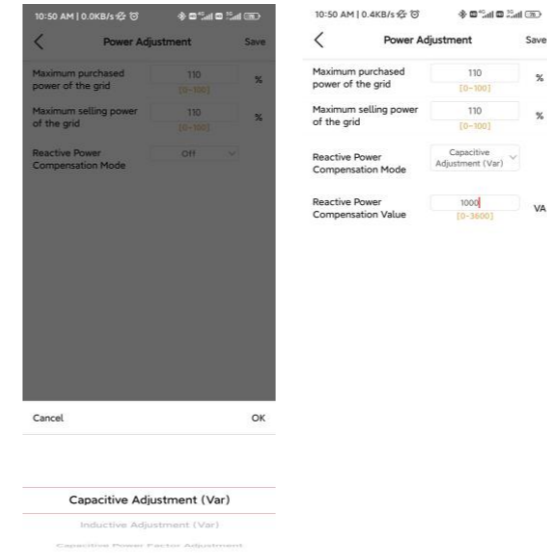 10:50 AM | 0.0KB/s
Power Adjustment
Save
Maximum purchased
power of the grid
110
[0~100]
%
Maximum selling power
of the grid
110
[0~100]
%
Reactive Power
Compensation Mode
Off
Cancel
OK
Capacitive Adjustment (Var)
Inductive Adjustment (Var)
Capacitive Power Factor Adjustment
10:50 AM | 0.4KB/s
Power Adjustment
Save
Maximum purchased
power of the grid
110
[0~100]
%
Maximum selling power
of the grid
110
[0~100]
%
Reactive Power
Compensation Mode
Capacitive
Adjustment (Var)
Reactive Power
Compensation Value
1000
[0~3600]
VA